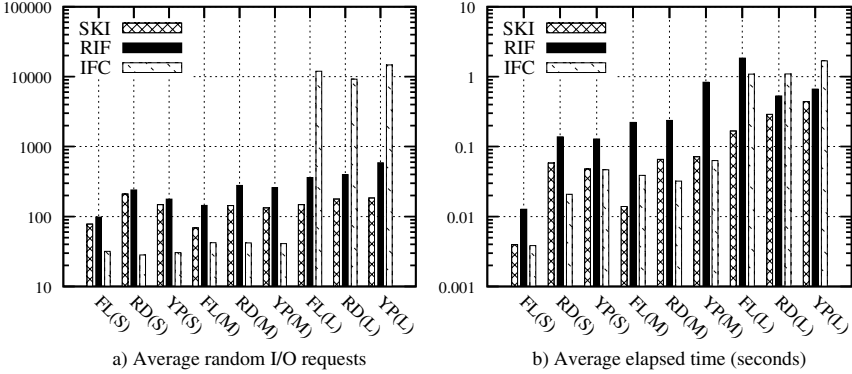 100000
10000
1000
100
10
SKI
RIF
IFC
FL(S)
RD(S)
YP(S)
FL(M)
RD(M)
YP(M)
FL(L)
RD(L)
YP(L)
a) Average random I/O requests
10
1
0.1
0.01
0.001
SKI
RIF
IFC
FL(S)
RD(S)
YP(S)
FL(M)
RD(M)
YP(M)
FL(L)
RD(L)
YP(L)
b) Average elapsed time (seconds)